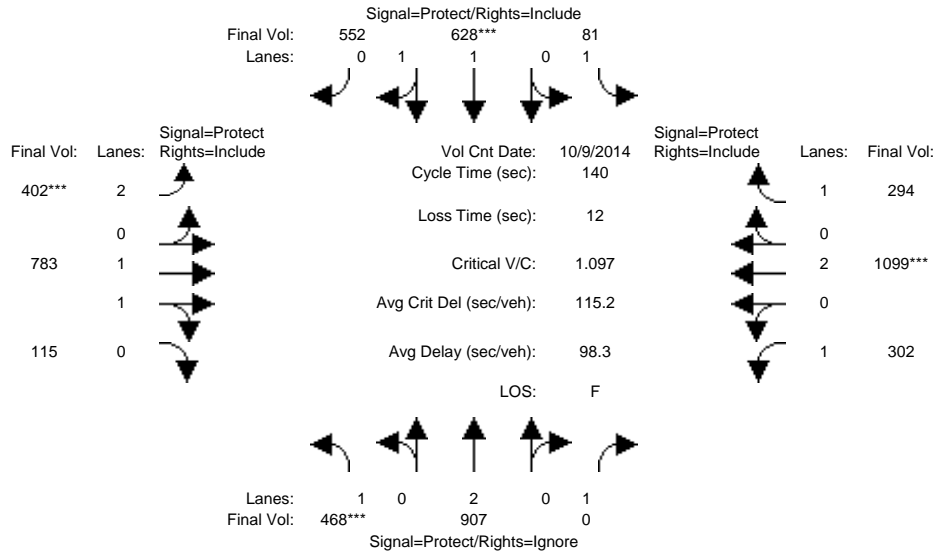 Signal=Protect/Rights=Include
Final Vol: 552 628*** 81
Lanes: 0 1 1 0 1
Signal=Protect Signal=Protect
Final Vol: Lanes: Rights=Include Vol Cnt Date: 10/9/2014 Rights=Include Lanes: Final Vol:
Cycle Time (sec): 140
402*** 2 1 294
Loss Time (sec): 12
0 0
783 1 Critical V/C: 1.097 2 1099***
1 Avg Crit Del (sec/veh): 115.2 0
115 0 Avg Delay (sec/veh): 98.3 1 302
LOS: F
Lanes: 1 0 2 0 1
Final Vol: 468*** 907 0
Signal=Protect/Rights=Ignore